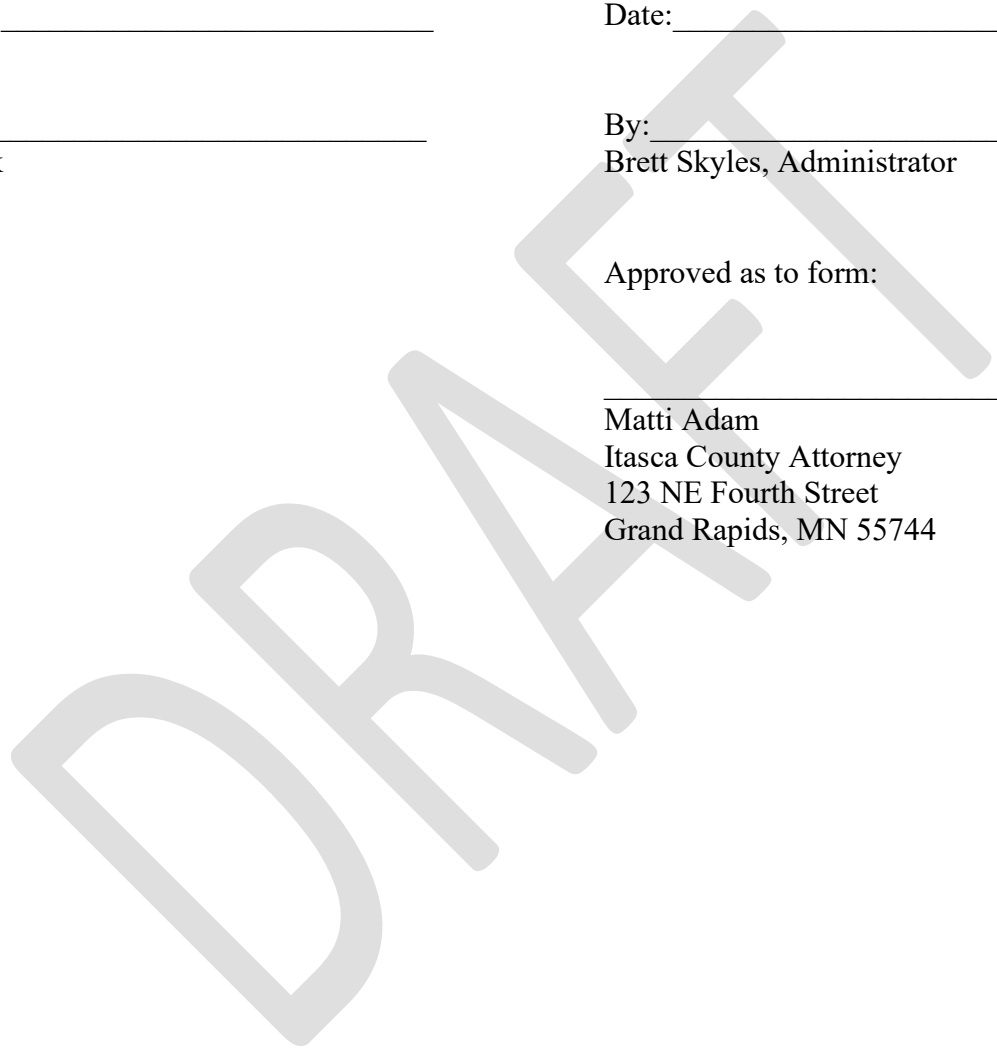 Date:
By:
Brett Skyles, Administrator
Approved as to form:
Matti Adam
Itasca County Attorney
123 NE Fourth Street
Grand Rapids, MN 55744
DRAFT